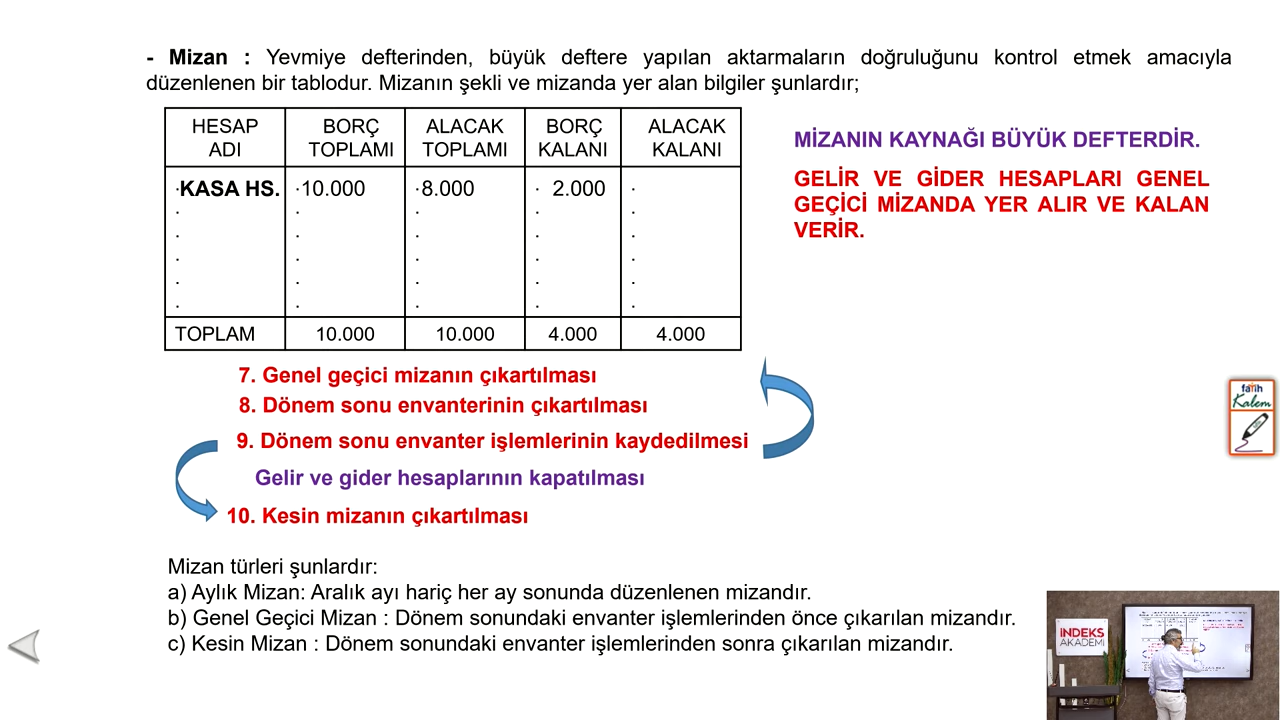 - Mizan : Yevmiye defterinden, büyük deftere yapılan aktarmaların doğruluğunu kontrol etmek amacıyla
düzenlenen bir tablodur. Mizanın şekli ve mizanda yer alan bilgiler şunlardır;
HESAP ADI BORÇ TOPLAMI ALACAK TOPLAMI BORÇ KALANI ALACAK KALANI
KASA HS. 10.000 8.000 2.000
TOPLAM 10.000 10.000 4.000 4.000
MİZANIN KAYNAĞI BÜYÜK DEFTERDİR.
GELİR VE GİDER HESAPLARI GENEL
GEÇİCİ MİZANDA YER ALIR VE KALAN
VERİR.
7. Genel geçici mizanın çıkartılması
8. Dönem sonu envanterinin çıkartılması
9. Dönem sonu envanter işlemlerinin kaydedilmesi
Gelir ve gider hesaplarının kapatılması
10. Kesin mizanın çıkartılması
fatih
Kalem
Mizan türleri şunlardır:
a) Aylık Mizan: Aralık ayı hariç her ay sonunda düzenlenen mizandır.
b) Genel Geçici Mizan : Dönem sonundaki envanter işlemlerinden önce çıkarılan mizandır.
c) Kesin Mizan : Dönem sonundaki envanter işlemlerinden sonra çıkarılan mizandır.
INDEKS
AKADEMİ